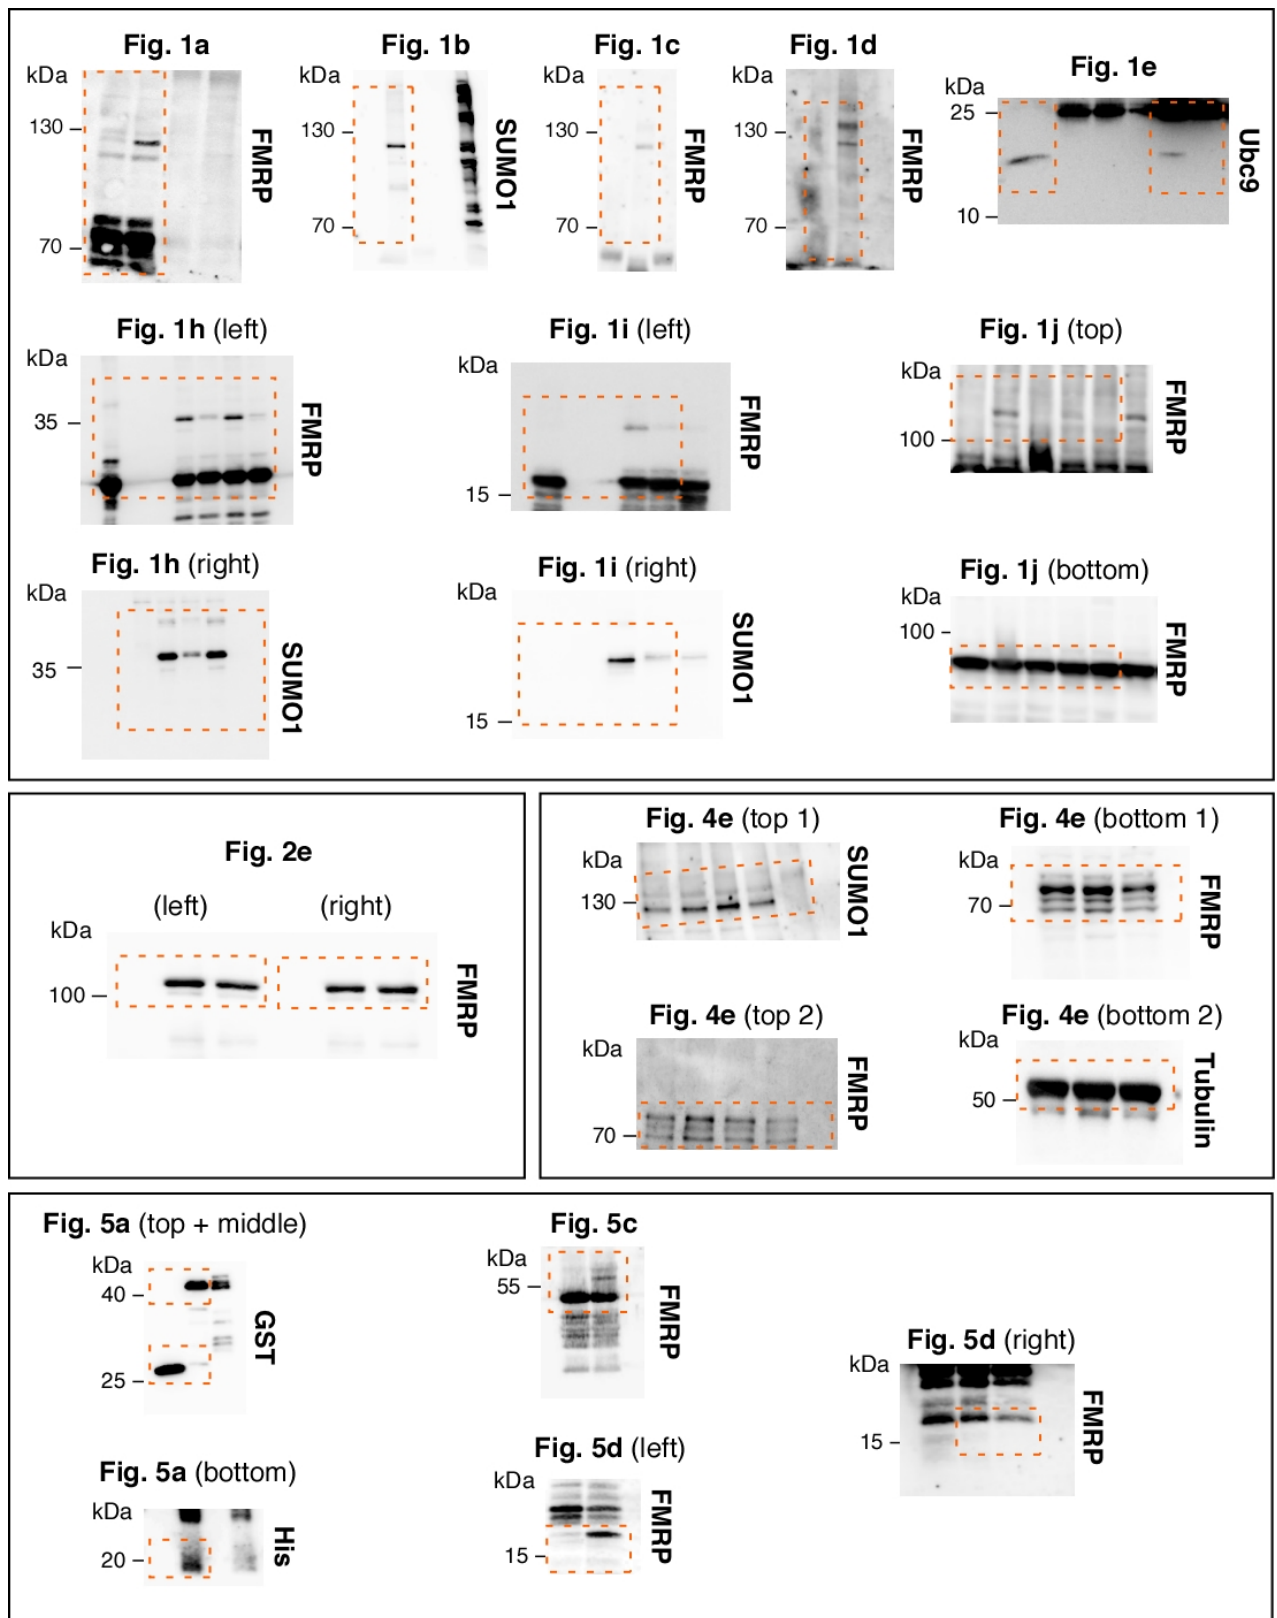 Fig. 1a
kDa
130
70
FMRP
Fig. 1b
kDa
130
70
SUMO1
Fig. 1c
kDa
130
70
FMRP
Fig. 1d
kDa
130
70
FMRP
Fig. 1e
kDa
25
10
Ubc9
Fig. 1h (left)
kDa
35
FMRP
Fig. 1i (left)
kDa
15
FMRP
Fig. 1j (top)
kDa
100
FMRP
Fig. 1h (right)
kDa
35
SUMO1
Fig. 1i (right)
kDa
15
SUMO1
Fig. 1j (bottom)
kDa
100
FMRP
Fig. 2e
(left) (right)
kDa
100
FMRP
Fig. 4e (top 1)
kDa
130
SUMO1
Fig. 4e (bottom 1)
kDa
70
FMRP
Fig. 4e (top 2)
kDa
70
FMRP
Fig. 4e (bottom 2)
kDa
50
Tubulin
Fig. 5a (top + middle)
kDa
40
25
GST
Fig. 5c
kDa
55
FMRP
Fig. 5d (right)
kDa
15
FMRP
Fig. 5a (bottom)
kDa
20
His
Fig. 5d (left)
kDa
15
FMRP